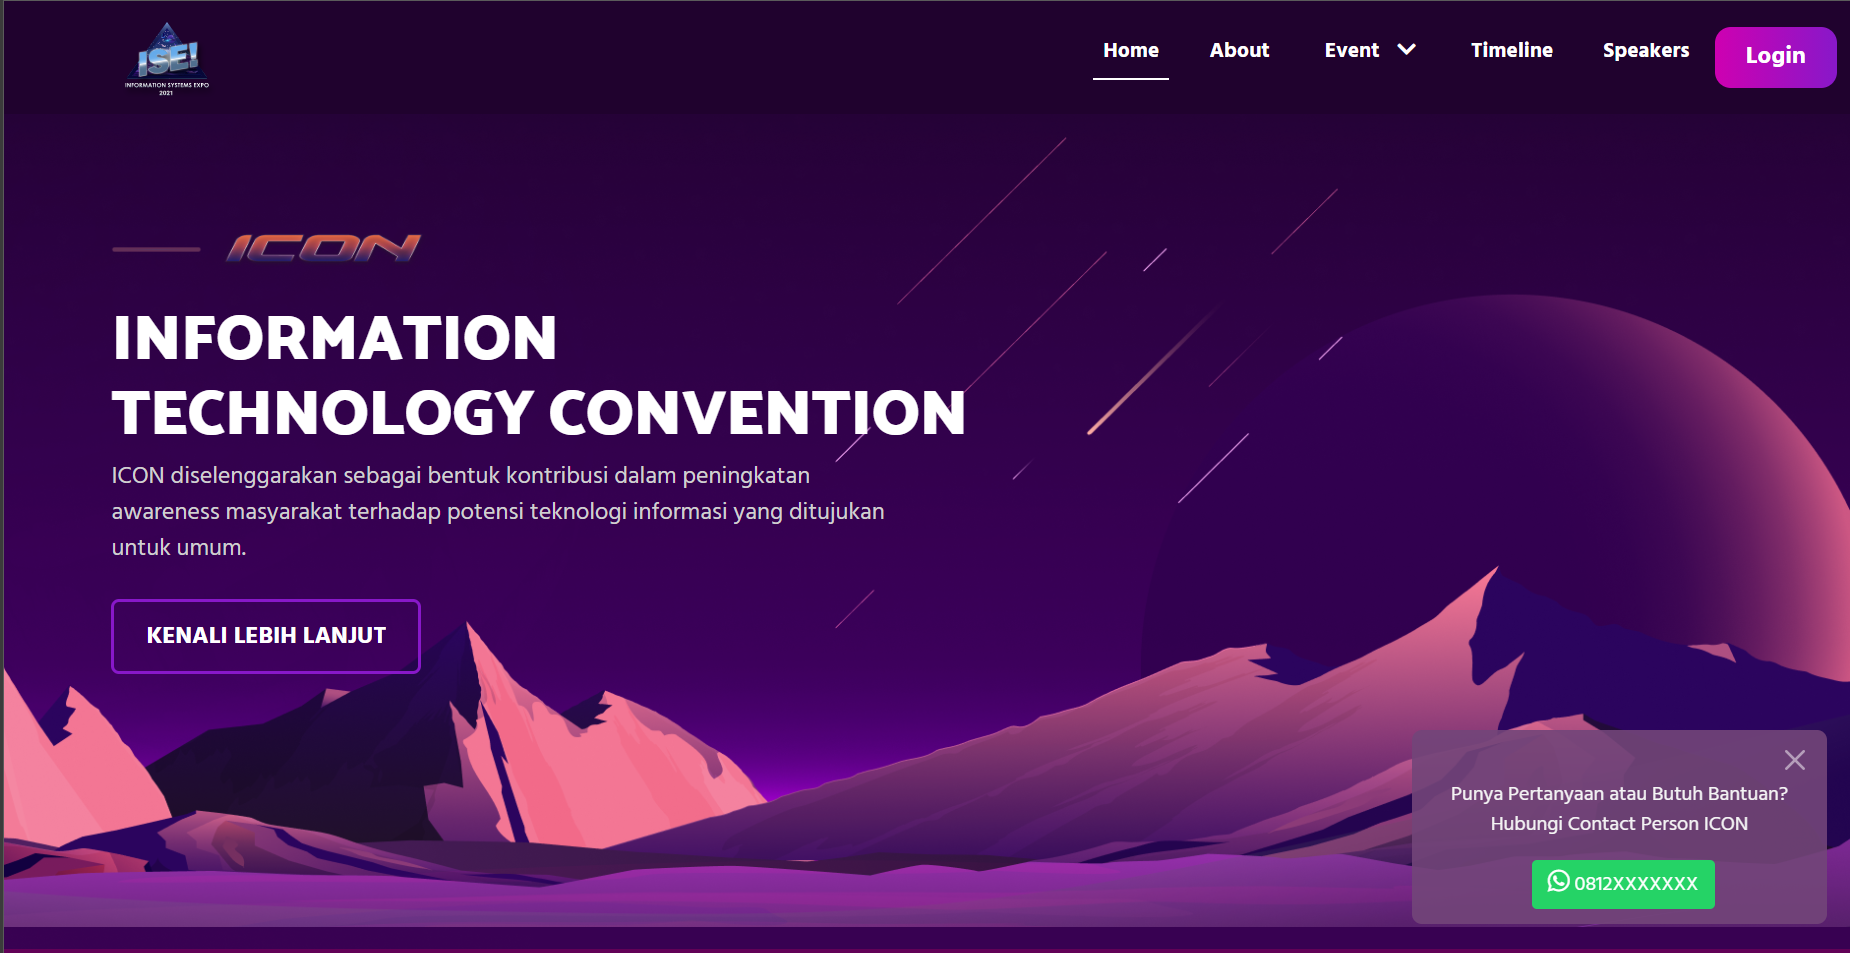 ISE!
INFORMATION SYSTEMS EXPO
2021
Home
About
Event
Timeline
Speakers
Login
ICON
INFORMATION
TECHNOLOGY CONVENTION
ICON diselenggarakan sebagai bentuk kontribusi dalam peningkatan
awareness masyarakat terhadap potensi teknologi informasi yang ditujukan
untuk umum.
KENALI LEBIH LANJUT
Punya Pertanyaan atau Butuh Bantuan?
Hubungi Contact Person ICON
0812XXXXXXX